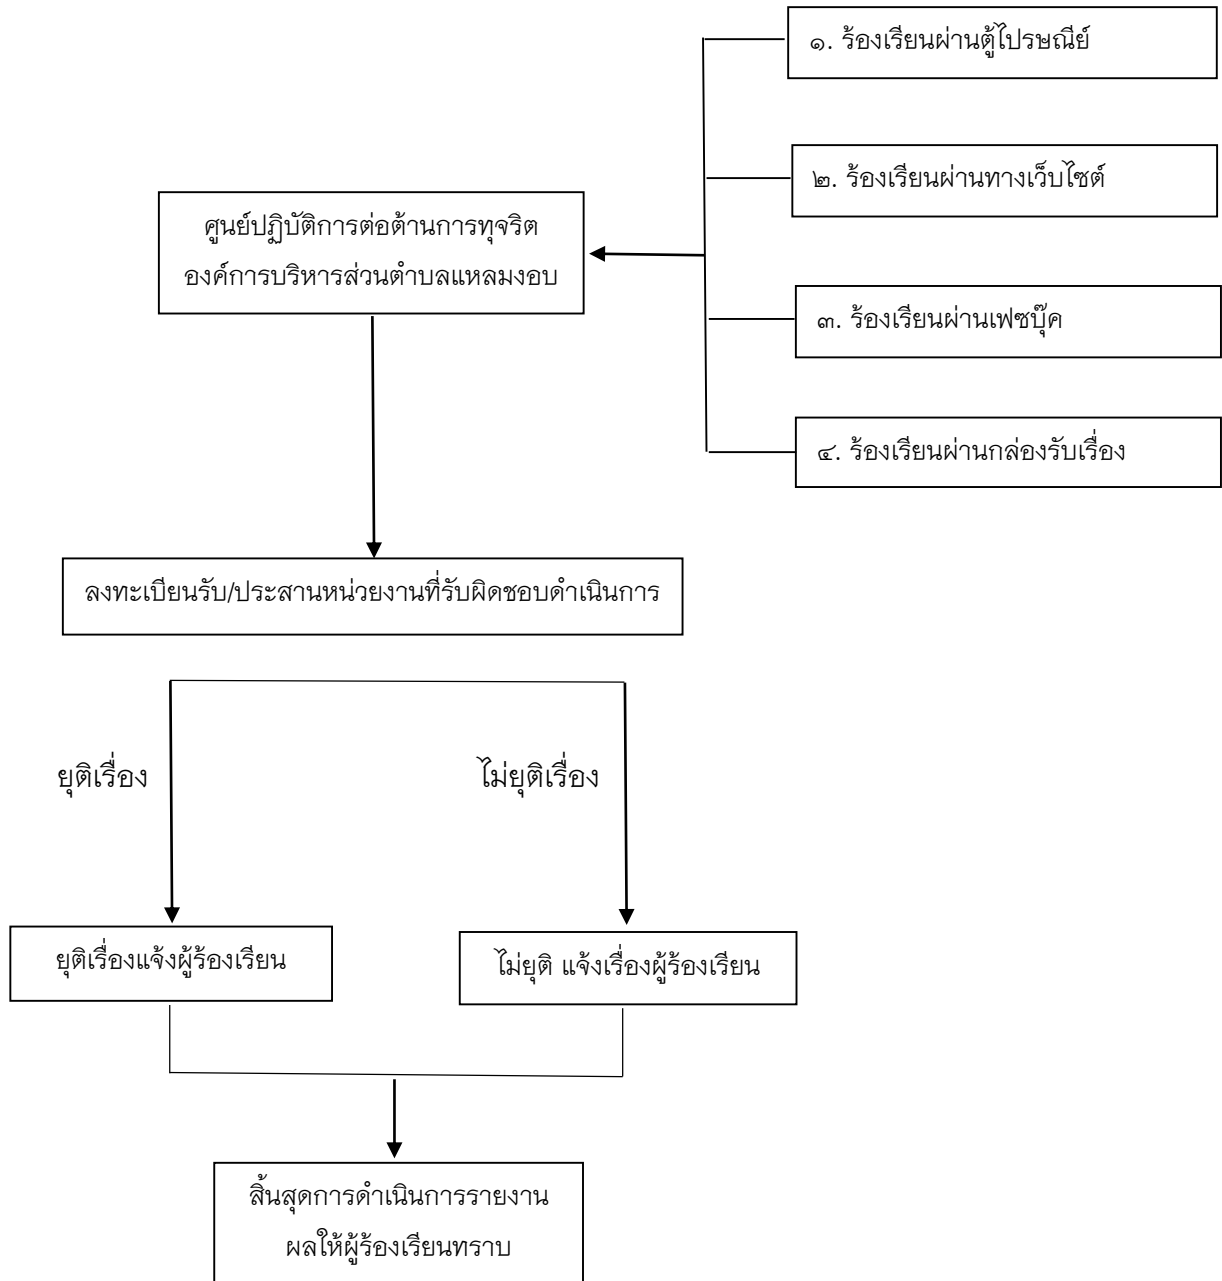 ๑. ร้องเรียนผ่านตู้ไปรษณีย์
๒. ร้องเรียนผ่านทางเว็บไซต์
ศูนย์ปฏิบัติการต่อต้านการทุจริต
องค์การบริหารส่วนตำบลแหลมงอบ
๓. ร้องเรียนผ่านเฟซบุ๊ค
๔. ร้องเรียนผ่านกล่องรับเรื่อง
ลงทะเบียนรับ/ประสานหน่วยงานที่รับผิดชอบดำเนินการ
ยุติเรื่อง
ไม่ยุติเรื่อง
ยุติเรื่องแจ้งผู้ร้องเรียน
ไม่ยุติ แจ้งเรื่องผู้ร้องเรียน
สิ้นสุดการดำเนินการรายงาน
ผลให้ผู้ร้องเรียนทราบ